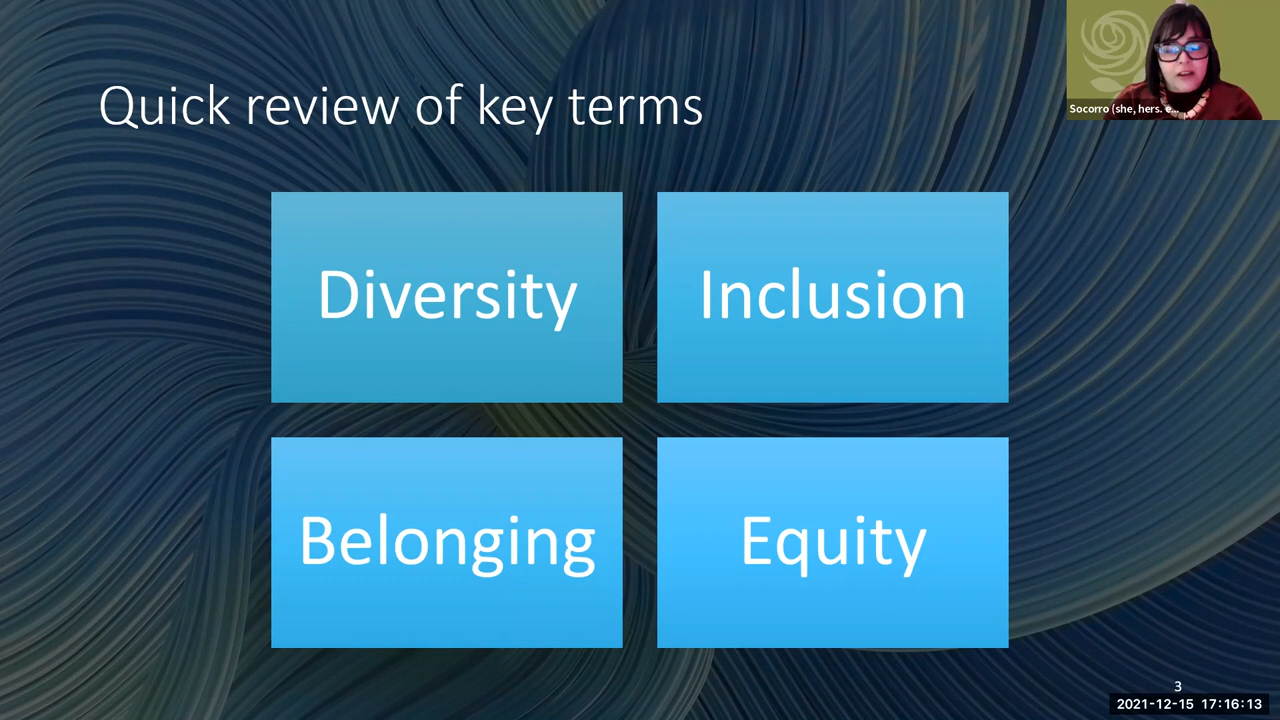 Quick review of key terms
Socorro (she, hers. e...
Diversity
Inclusion
Belonging
Equity
3
2021-12-15 17:16:13